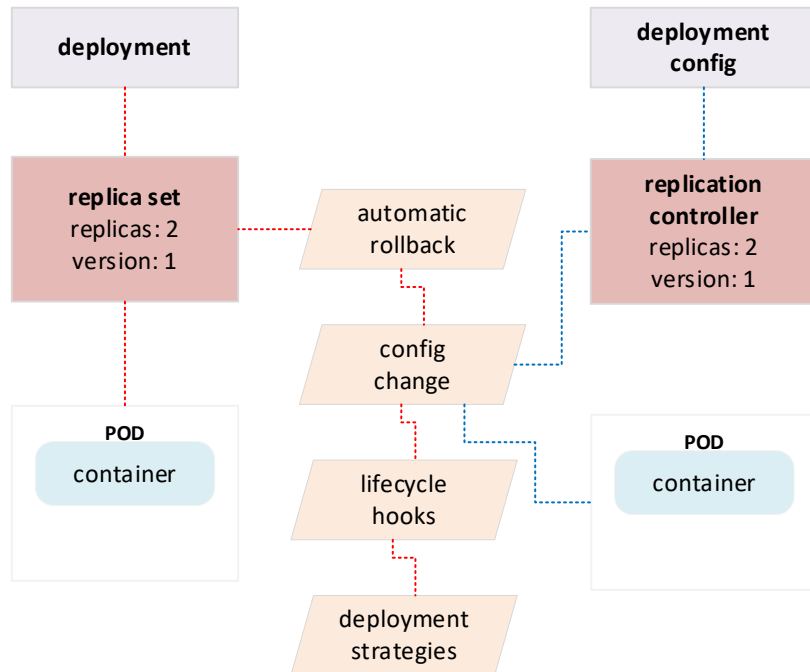 deployment
deployment
config
replica set
replicas: 2
version: 1
automatic
rollback
replication
controller
replicas: 2
version: 1
config
change
POD
container
POD
container
lifecycle
hooks
deployment
strategies